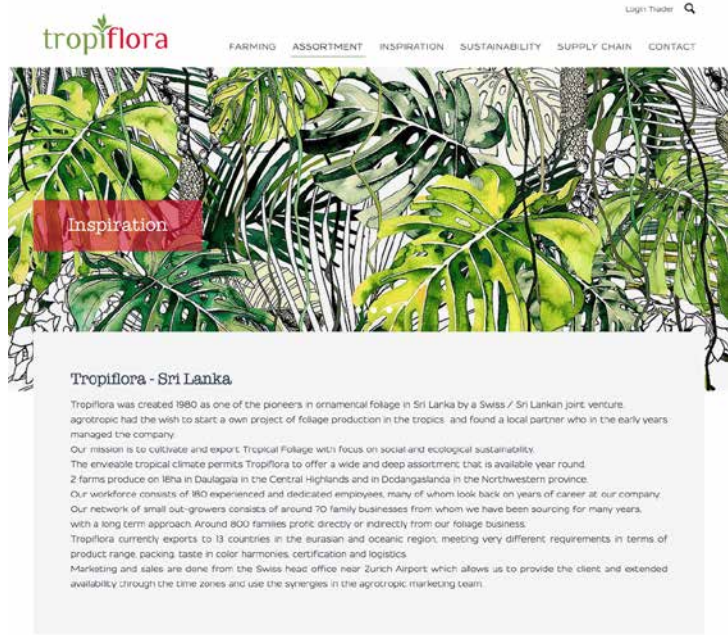 Login Trader
tropiflora
FARMING ASSORTMENT INSPIRATION SUSTAINABILITY SUPPLY CHAIN CONTACT
Inspiration
Tropiflora - Sri Lanka
Tropiflora was created 1980 as one of the pioneers in ornamental foliage in Sri Lanka by a Swiss / Sri Lankan joint venture.
agrotropic had the wish to start a own project of foliage production in the tropics and found a local partner who in the early years
managed the company.
Our mission is to cultivate and export Tropical Foliage with focus on social and ecological sustainability.
The enveable tropical climate permits Tropiflora to offer a wide and deep assortment that is available year round.
2 farms produce on 18ha in Daulagala in the Central Highlands and in Dodangaslanda in the Northwestern province.
Our workforce consists of 180 experienced and dedicated employees, many of whom look back on years of career at our company.
Our network of small out-growers consists of around 70 family businesses from whom we have been sourcing for many years,
with a long term approach. Around 800 families profit directly or indirectly from our foliage business.
Tropiflora currently exports to 13 countries in the eurasian and oceanic region, meeting very different requirements in terms of
product range, packing, taste in color harmonies, certification and logistics.
Marketing and sales are done from the Swiss head office near Zurich Airport which allows us to provide the client and extended
availability through the time zones and use the synergies in the agrotropic marketing team.